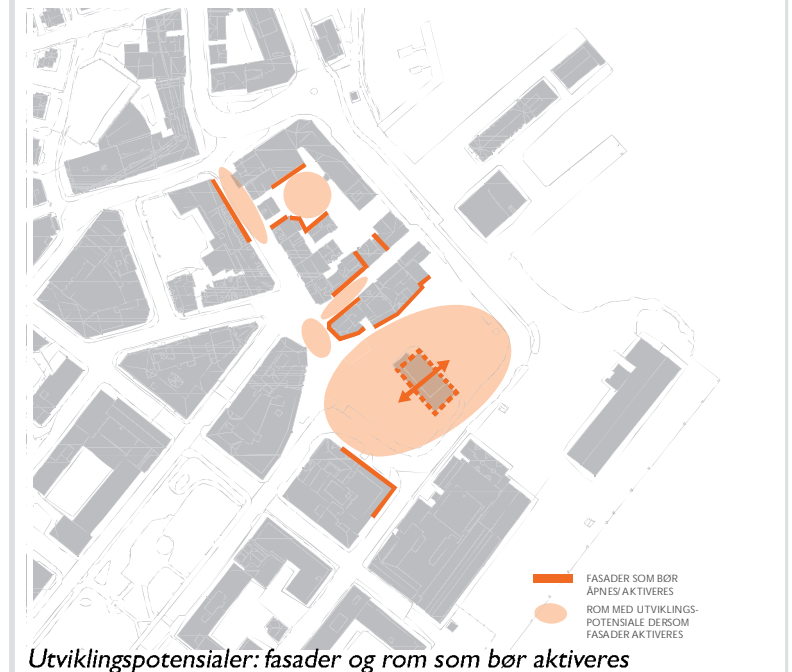 FASADER SOM BØR
ÅPNES/ AKTIVERES
ROM MED UTVIKLINGS-
POTENSIALE DERSOM
FASADER AKTIVERES
Utviklingspotensialer: fasader og rom som bør aktiveres